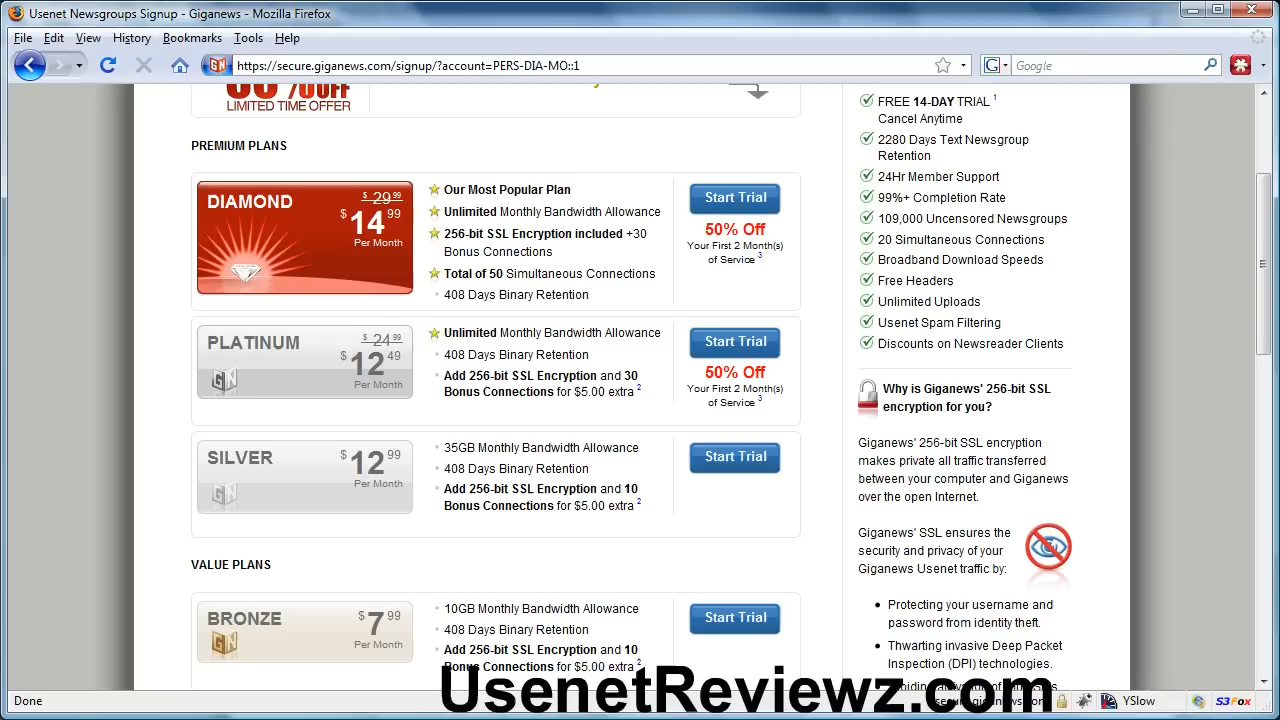 Usenet Newsgroups Signup - Giganews - Mozilla Firefox
File Edit View History Bookmarks Tools Help
GN https://secure.giganews.com/signup/?account=PERS-DIA-MO::1
G Google
LIMITED TIME OFFER
PREMIUM PLANS
DIAMOND
$ 29 99
$ 14 99
Per Month
Our Most Popular Plan
Unlimited Monthly Bandwidth Allowance
256-bit SSL Encryption included +30
Bonus Connections
Total of 50 Simultaneous Connections
408 Days Binary Retention
Start Trial
50% Off
Your First 2 Month(s)
of Service 3
PLATINUM
GN
$ 24 99
$ 12 49
Per Month
Unlimited Monthly Bandwidth Allowance
408 Days Binary Retention
Add 256-bit SSL Encryption and 30
Bonus Connections for $5.00 extra 2
Start Trial
50% Off
Your First 2 Month(s)
of Service 3
SILVER
GN
$ 12 99
Per Month
35GB Monthly Bandwidth Allowance
408 Days Binary Retention
Add 256-bit SSL Encryption and 10
Bonus Connections for $5.00 extra 2
Start Trial
VALUE PLANS
BRONZE
GN
$ 7 99
Per Month
10GB Monthly Bandwidth Allowance
408 Days Binary Retention
Add 256-bit SSL Encryption and 10
Bonus Connections for $5.00 extra 2
Start Trial
FREE 14-DAY TRIAL 1
Cancel Anytime
2280 Days Text Newsgroup
Retention
24Hr Member Support
99%+ Completion Rate
109,000 Uncensored Newsgroups
20 Simultaneous Connections
Broadband Download Speeds
Free Headers
Unlimited Uploads
Usenet Spam Filtering
Discounts on Newsreader Clients
Why is Giganews' 256-bit SSL
encryption for you?
Giganews' 256-bit SSL encryption
makes private all traffic transferred
between your computer and Giganews
over the open Internet.
Giganews' SSL ensures the
security and privacy of your
Giganews Usenet traffic by:
Protecting your username and
password from identity theft.
Thwarting invasive Deep Packet
Inspection (DPI) technologies.
UsenetReviewz.com
Done
YSlow
S3Fox